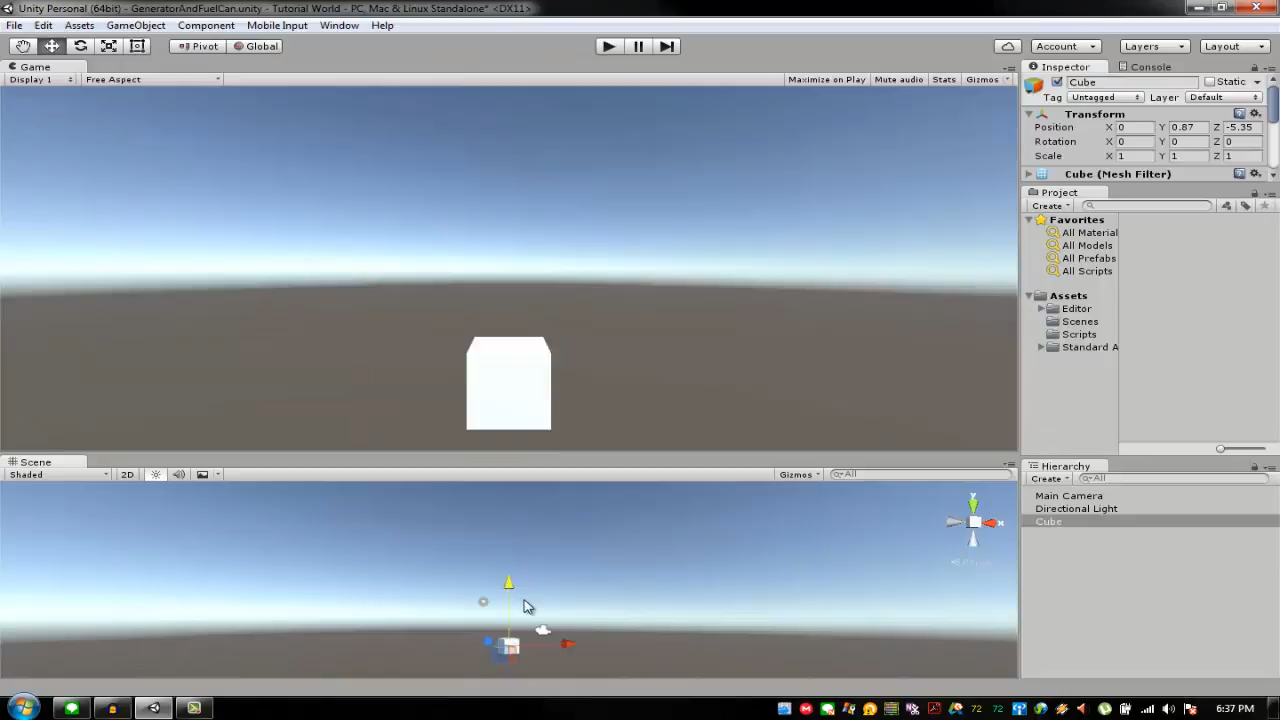 Unity Personal (64bit) - GeneratorAndFuelCan.unity - Tutorial World - PC, Mac & Linux Standalone* <DX11>
File Edit Assets GameObject Component Mobile Input Window Help
Pivot Global Account Layers Layout
Game Inspector Console
Display 1 Free Aspect Maximize on Play Mute audio Stats Gizmos
Cube Static
Tag Untagged Layer Default
Transform
Position X 0 Y 0.87 Z -5.35
Rotation X 0 Y 0 Z 0
Scale X 1 Y 1 Z 1
Cube (Mesh Filter)
Project
Create
Favorites
All Material
All Models
All Prefabs
All Scripts
Assets
Editor
Scenes
Scripts
Standard A
Scene
Shaded 2D Gizmos All
Hierarchy
Create All
Main Camera
Directional Light
Cube
y
x
72 72 6:37 PM